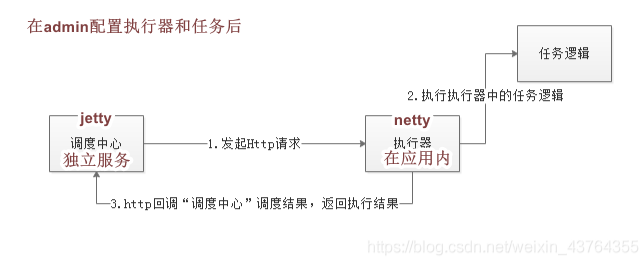 在admin配置执行器和任务后
任务逻辑
2.执行执行器中的任务逻辑
jetty
调度中心
独立服务
1.发起Http请求
netty
执行器
在应用内
3.http回调“调度中心”调度结果，返回执行结果
https://blog.csdn.net/weixin_43764355